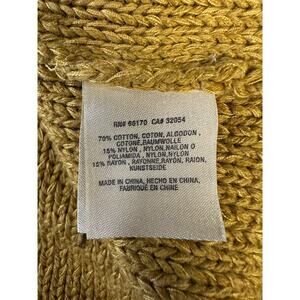 RN# 66170 CA# 32054
70% COTTON, COTON, ALGODON,
COTONE, BAUMWOLLE
15% NYLON, NYLON, NAILON O
POLIAMIDA, NYLON, NYLON
15% RAYON, RAYONNE, RAYON, RAION,
KUNSTSEIDE
MADE IN CHINA, HECHO EN CHINA,
FABRIQUE EN CHINE